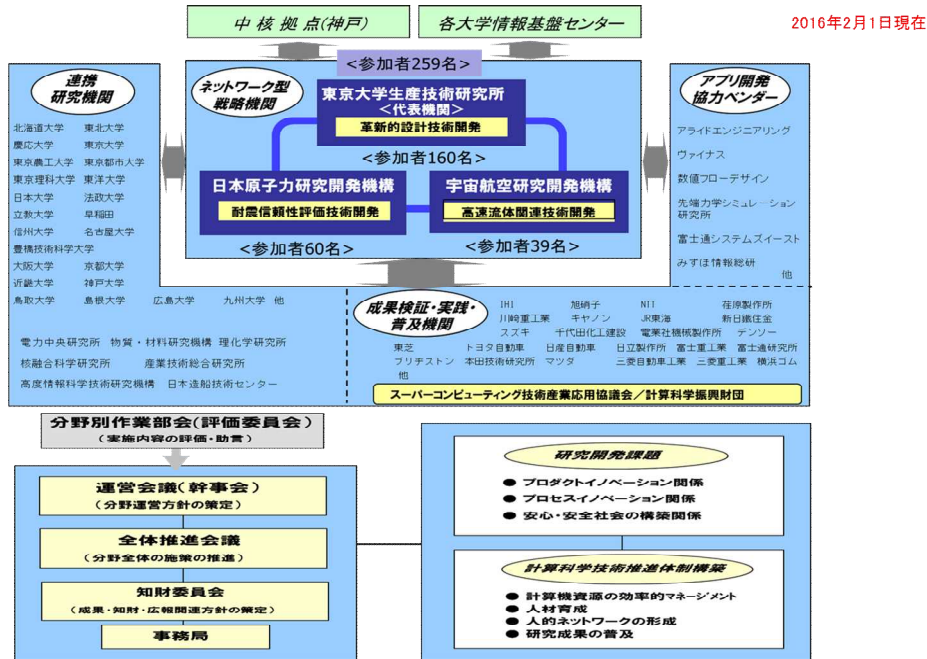 中核拠点(神戸)
各大学情報基盤センター
2016年2月1日現在
連携
研究機関
北海道大学 東北大学
慶応大学 東京大学
東京農工大学 東京都市大学
東京理科大学 東洋大学
日本大学 法政大学
立教大学 早稲田
信州大学 名古屋大学
豊橋技術科学大学
大阪大学 京都大学
近畿大学 神戸大学
鳥取大学 島根大学 広島大学 九州大学 他
電力中央研究所 物質・材料研究機構 理化学研究所
核融合科学研究所 産業技術総合研究所
高度情報科学技術研究機構 日本造船技術センター
ネットワーク型
戦略機関
<参加者259名>
東京大学生産技術研究所
<代表機関>
革新的設計技術開発
<参加者160名>
日本原子力研究開発機構
耐震信頼性評価技術開発
<参加者60名>
宇宙航空研究開発機構
高速流体関連技術開発
<参加者39名>
アプリ開発
協力ベンダー
アライドエンジニアリング
ヴァイナス
数値フローデザイン
先端力学シミュレーション
研究所
富士通システムズイースト
みずほ情報総研
他
成果検証・実践・
普及機関
IHI 旭硝子 NII 荏原製作所
川崎重工業 キヤノン JR東海 新日鐵住金
スズキ 千代田化工建設 電業社機械製作所 デンソー
東芝 トヨタ自動車 日産自動車 日立製作所 富士重工業 富士通研究所
ブリヂストン 本田技術研究所 マツダ 三菱自動車工業 三菱重工業 横浜ゴム
他
スーパーコンピューティング技術産業応用協議会／計算科学振興財団
分野別作業部会(評価委員会)
(実施内容の評価・助言)
運営会議(幹事会)
(分野運営方針の策定)
全体推進会議
(分野全体の施策の推進)
知財委員会
(成果・知財・広報関連方針の策定)
事務局
研究開発課題
● プロダクトイノベーション関係
● プロセスイノベーション関係
● 安心・安全社会の構築関係
計算科学技術推進体制構築
● 計算機資源の効率的マネージメント
● 人材育成
● 人的ネットワークの形成
● 研究成果の普及